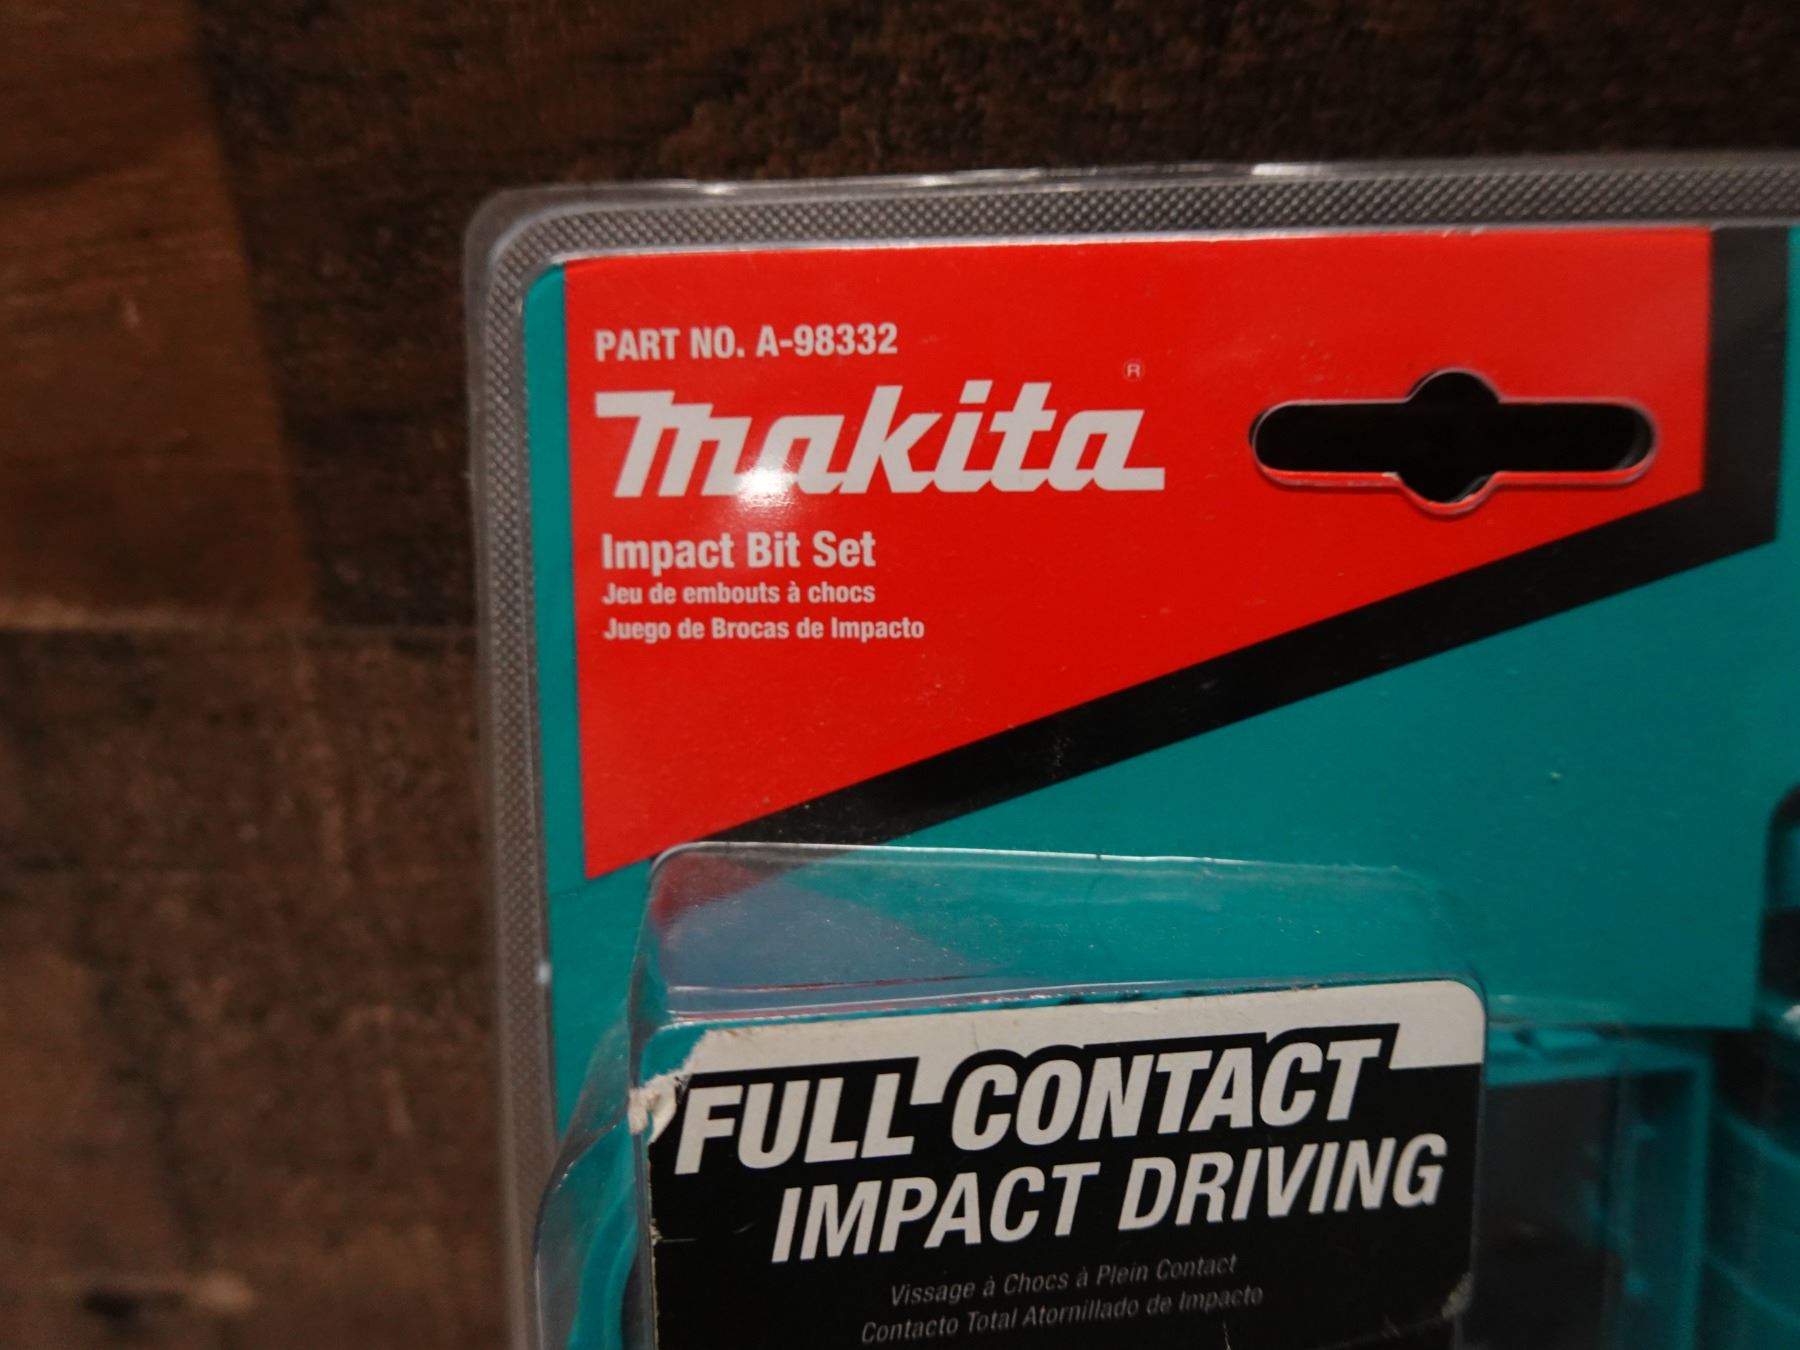 PART NO. A-98332
makita®
Impact Bit Set
Jeu de embouts à chocs
Juego de Brocas de Impacto
FULL CONTACT
IMPACT DRIVING
Vissage à Chocs à Plein Contact
Contacto Total Atornillado de Impacto